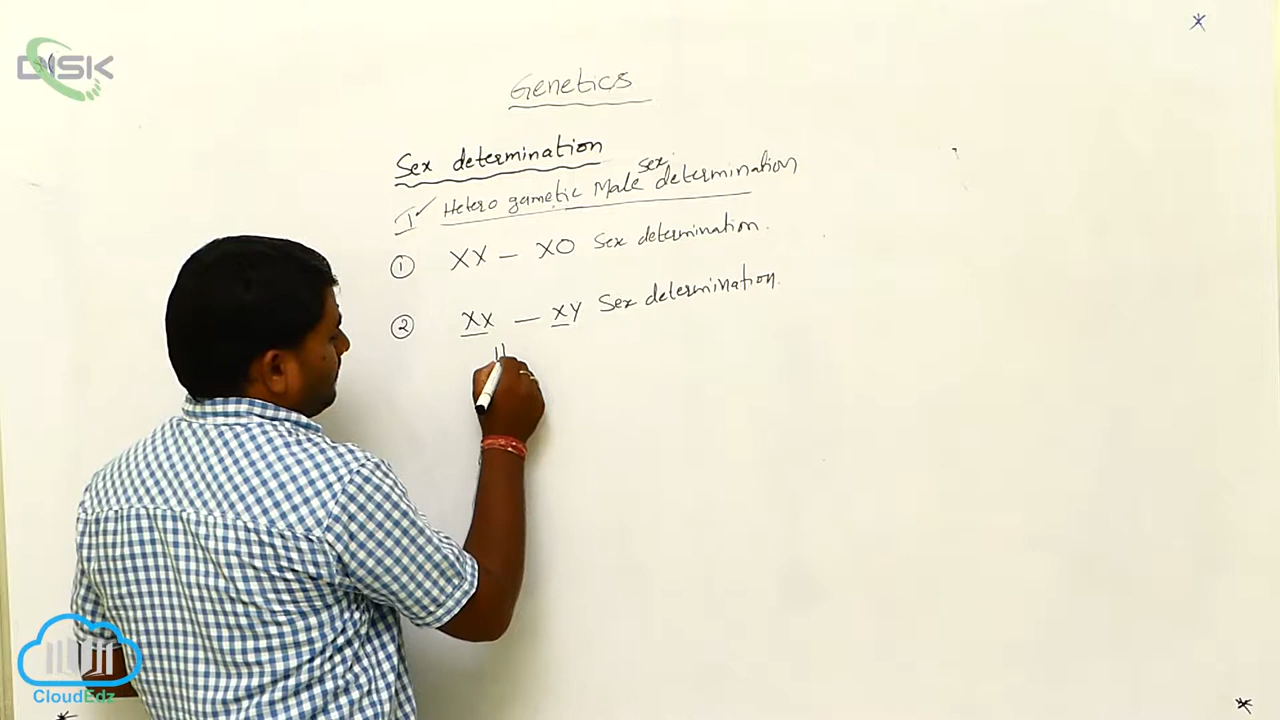 DISK
Genetics
Sex determination
I ✓ Hetero gametic Male sex determination
① XX – XO Sex determination.
② XX – XY Sex determination.
CloudEdz